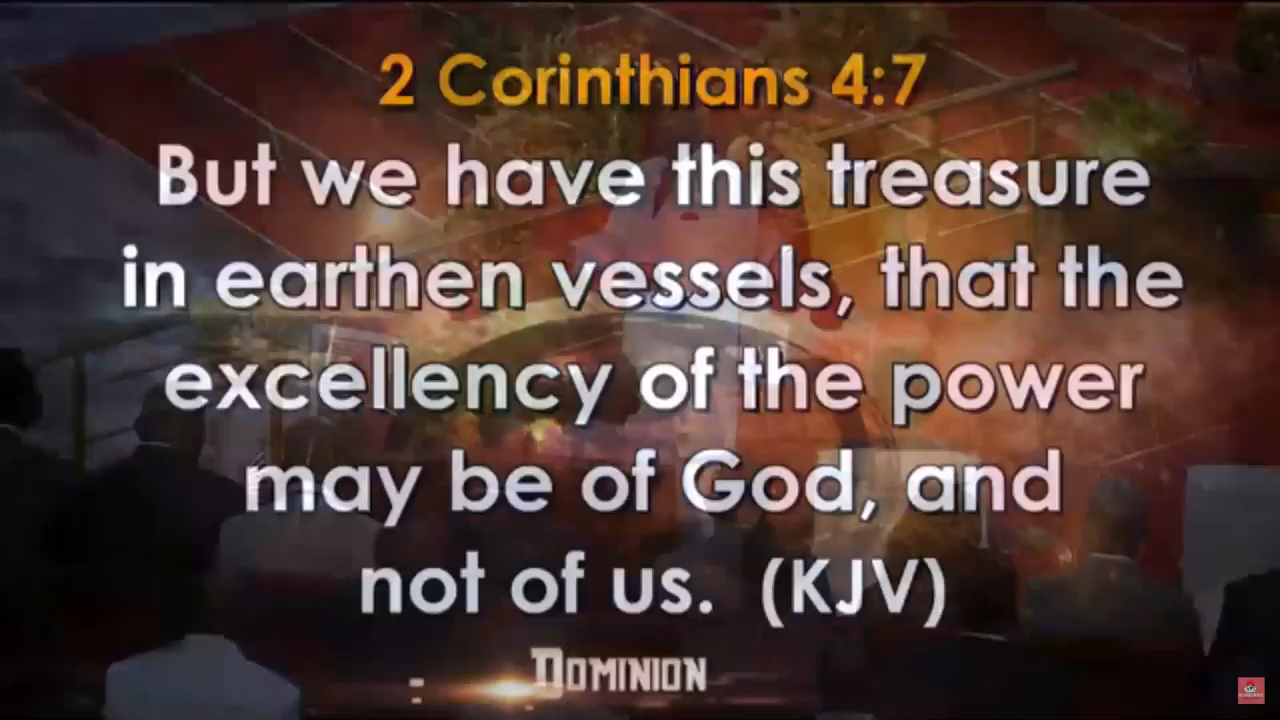 2 Corinthians 4:7
But we have this treasure
in earthen vessels, that the
excellency of the power
may be of God, and
not of us. (KJV)
DOMINION